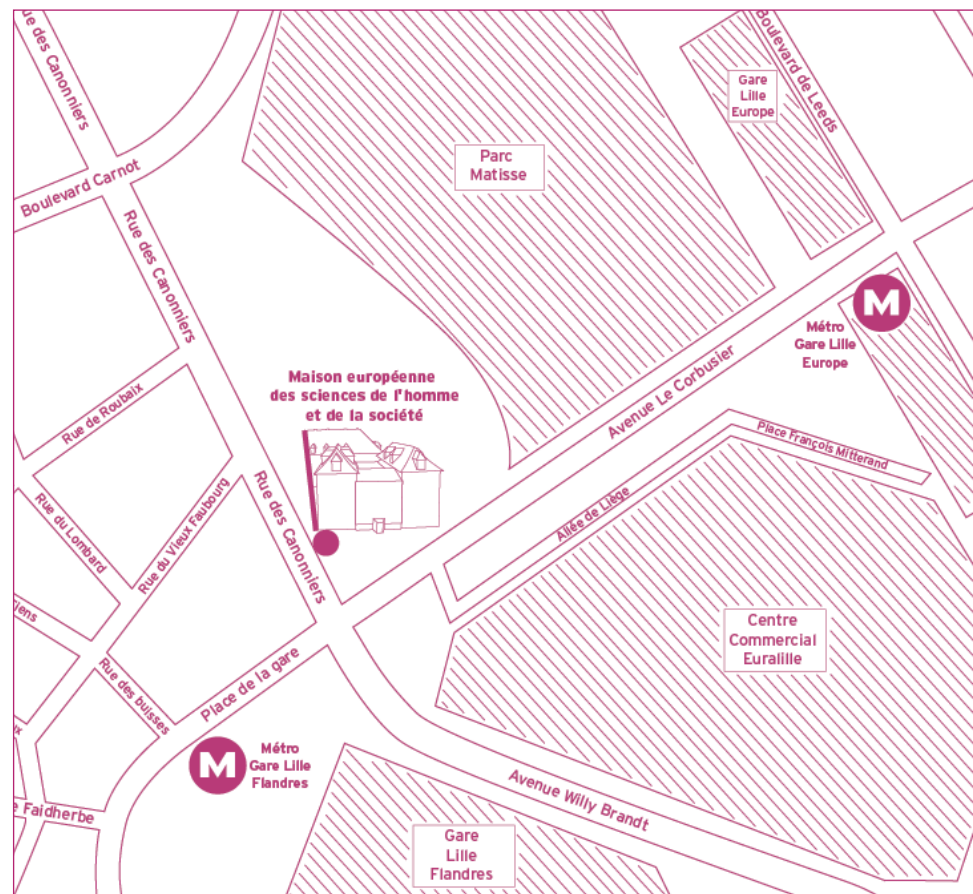 Rue des Canonniers
Boulevard Carnot
Rue des Canonniers
Parc
Matisse
Gare
Lille
Europe
Boulevard de Leeds
M
Métro
Gare Lille
Europe
Maison européenne
des sciences de l'homme
et de la société
Avenue Le Corbusier
Place François Mitterand
Allée de Liège
Rue de Roubaix
Rue du Lombard
Rue du Vieux Faubourg
Rue des Canonniers
iens
Rue des buisses
Place de la gare
Centre
Commercial
Euralille
M
Métro
Gare Lille
Flandres
Avenue Willy Brandt
e Faidherbe
Gare
Lille
Flandres